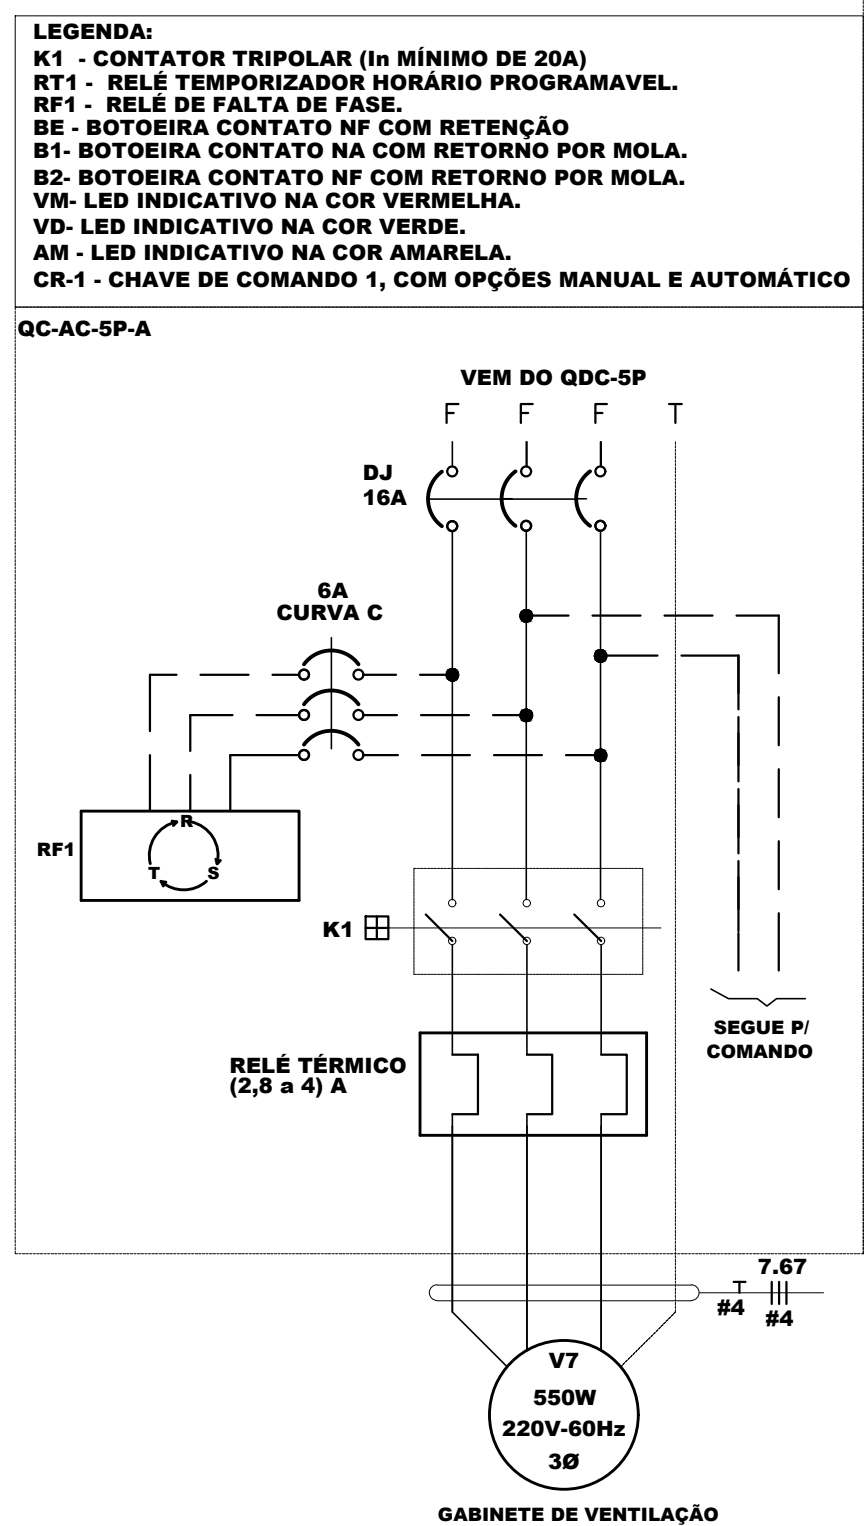 LEGENDA:
K1 - CONTATOR TRIPOLAR (In MÍNIMO DE 20A)
RT1 - RELÉ TEMPORIZADOR HORÁRIO PROGRAMAVEL.
RF1 - RELÉ DE FALTA DE FASE.
BE - BOTOEIRA CONTATO NF COM RETENÇÃO
B1- BOTOEIRA CONTATO NA COM RETORNO POR MOLA.
B2- BOTOEIRA CONTATO NF COM RETORNO POR MOLA.
VM- LED INDICATIVO NA COR VERMELHA.
VD- LED INDICATIVO NA COR VERDE.
AM - LED INDICATIVO NA COR AMARELA.
CR-1 - CHAVE DE COMANDO 1, COM OPÇÕES MANUAL E AUTOMÁTICO
QC-AC-5P-A
VEM DO QDC-5P
F F F T
DJ
16A
6A
CURVA C
RF1
R
T S
K1
SEGUE P/
COMANDO
RELÉ TÉRMICO
(2,8 a 4) A
7.67
T
#4
#4
V7
550W
220V-60Hz
3Ø
GABINETE DE VENTILAÇÃO